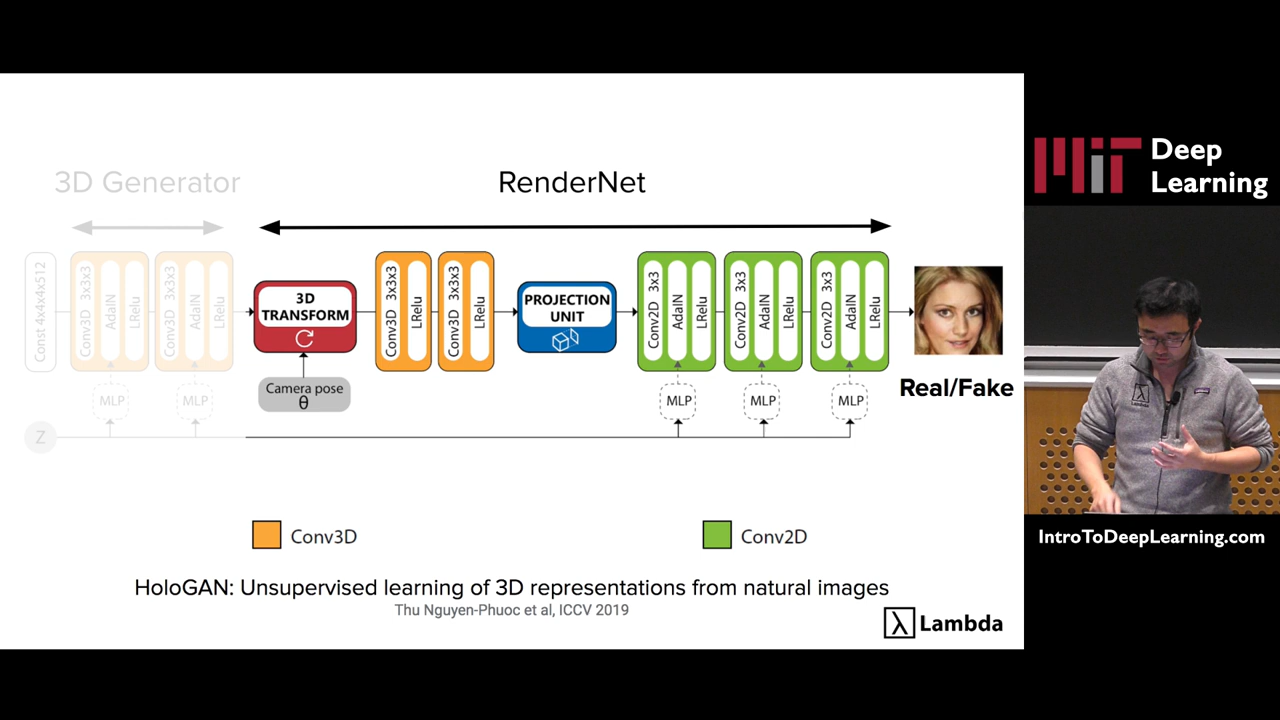 3D Generator
RenderNet
Const 4x4x4x512
Conv3D 3x3x3
AdaIN
LRelu
Conv3D 3x3x3
AdaIN
LRelu
3D
TRANSFORM
Conv3D 3x3x3
LRelu
Conv3D 3x3x3
LRelu
PROJECTION
UNIT
Conv2D 3x3
AdaIN
LRelu
Conv2D 3x3
AdaIN
LRelu
Conv2D 3x3
AdaIN
LRelu
Camera pose
θ
MLP
MLP
MLP
MLP
MLP
Real/Fake
Z
Conv3D
Conv2D
HoloGAN: Unsupervised learning of 3D representations from natural images
Thu Nguyen-Phuoc et al, ICCV 2019
λ Lambda
MIT
Deep
Learning
λ
Lambda
IntroToDeepLearning.com